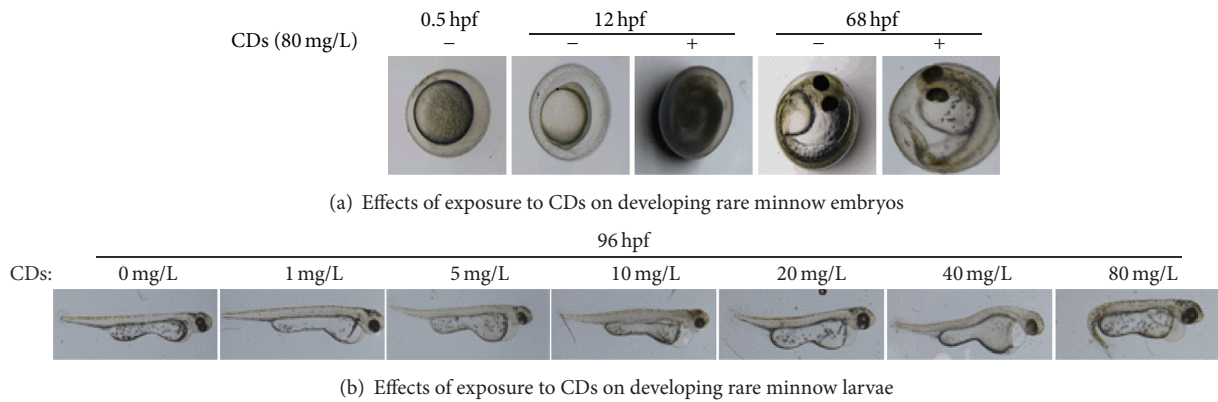 0.5 hpf 12 hpf 68 hpf
CDs (80 mg/L) − − + − +
(a) Effects of exposure to CDs on developing rare minnow embryos
96 hpf
CDs: 0 mg/L 1 mg/L 5 mg/L 10 mg/L 20 mg/L 40 mg/L 80 mg/L
(b) Effects of exposure to CDs on developing rare minnow larvae